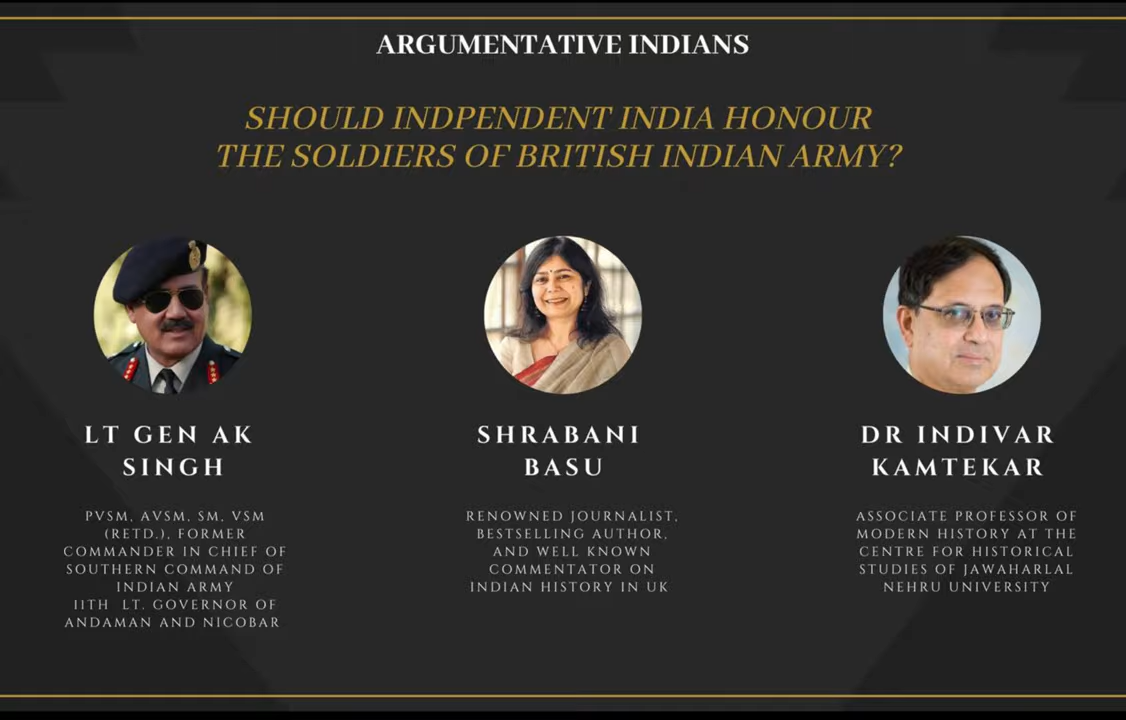 ARGUMENTATIVE INDIANS
SHOULD INDPENDENT INDIA HONOUR
THE SOLDIERS OF BRITISH INDIAN ARMY?
LT GEN AK
SINGH
PVSM, AVSM, SM, VSM
(RETD.), FORMER
COMMANDER IN CHIEF OF
SOUTHERN COMMAND OF
INDIAN ARMY
11TH LT. GOVERNOR OF
ANDAMAN AND NICOBAR
SHRABANI
BASU
RENOWNED JOURNALIST,
BESTSELLING AUTHOR,
AND WELL KNOWN
COMMENTATOR ON
INDIAN HISTORY IN UK
DR INDIVAR
KAMTEKAR
ASSOCIATE PROFESSOR OF
MODERN HISTORY AT THE
CENTRE FOR HISTORICAL
STUDIES OF JAWAHARLAL
NEHRU UNIVERSITY